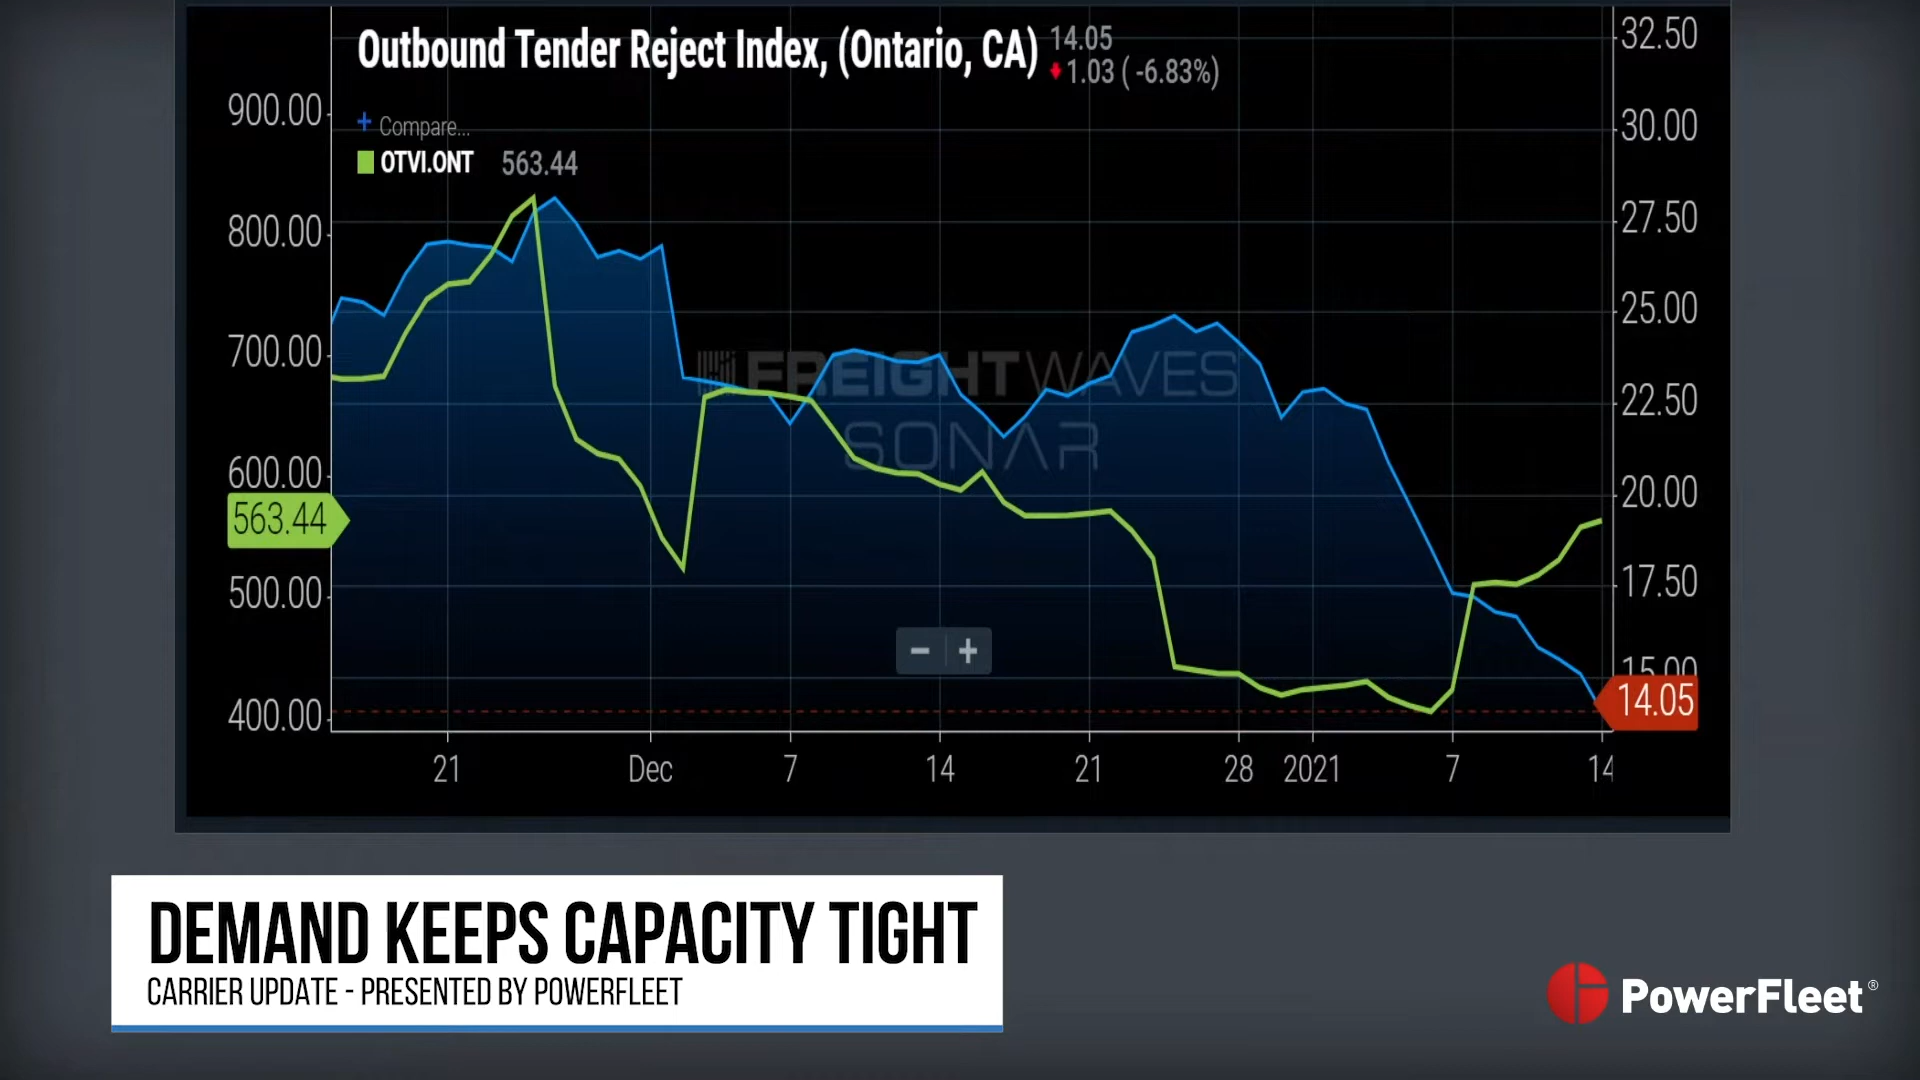 Outbound Tender Reject Index, (Ontario, CA)
14.05
1.03 ( -6.83%)
+ Compare...
OTVI.ONT 563.44
900.00
800.00
700.00
600.00
563.44
500.00
400.00
32.50
30.00
27.50
25.00
22.50
20.00
17.50
15.00
14.05
FREIGHTWAVES
SONAR
− +
21 Dec 7 14 21 28 2021 7 14
DEMAND KEEPS CAPACITY TIGHT
CARRIER UPDATE - PRESENTED BY POWERFLEET
PowerFleet®